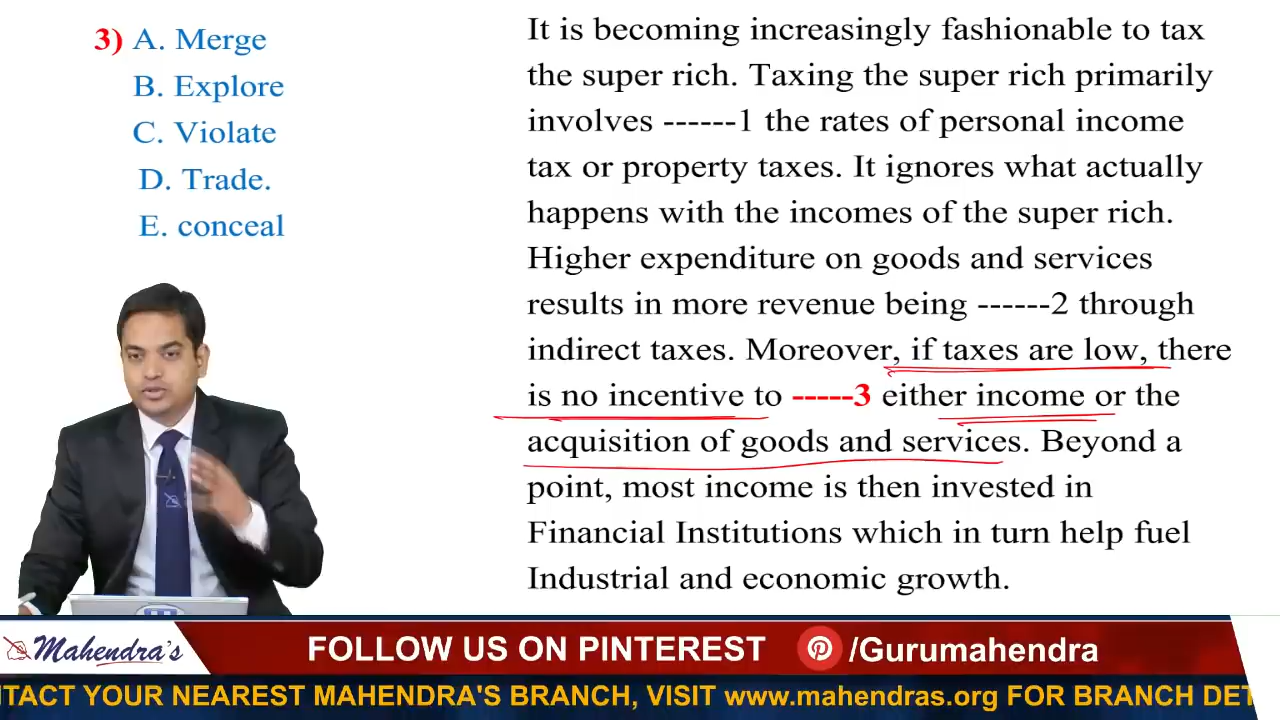 3) A. Merge
B. Explore
C. Violate
D. Trade.
E. conceal
It is becoming increasingly fashionable to tax
the super rich. Taxing the super rich primarily
involves ------1 the rates of personal income
tax or property taxes. It ignores what actually
happens with the incomes of the super rich.
Higher expenditure on goods and services
results in more revenue being ------2 through
indirect taxes. Moreover, if taxes are low, there
is no incentive to -----3 either income or the
acquisition of goods and services. Beyond a
point, most income is then invested in
Financial Institutions which in turn help fuel
Industrial and economic growth.
Mahendra's
FOLLOW US ON PINTEREST /Gurumahendra
NTACT YOUR NEAREST MAHENDRA'S BRANCH, VISIT www.mahendras.org FOR BRANCH DET